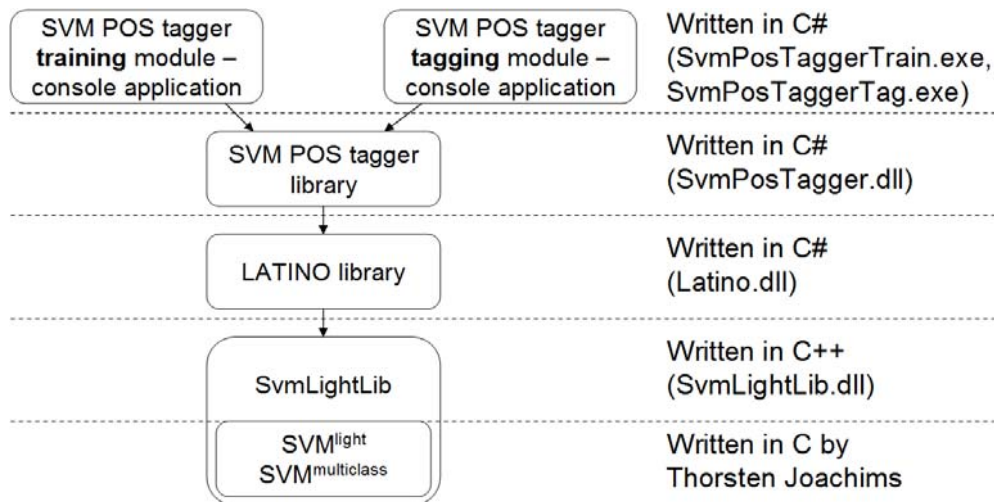 SVM POS tagger
training module –
console application
SVM POS tagger
tagging module –
console application
Written in C#
(SvmPosTaggerTrain.exe,
SvmPosTaggerTag.exe)
SVM POS tagger
library
Written in C#
(SvmPosTagger.dll)
LATINO library
Written in C#
(Latino.dll)
SvmLightLib
Written in C++
(SvmLightLib.dll)
SVMlight
SVMmulticlass
Written in C by
Thorsten Joachims